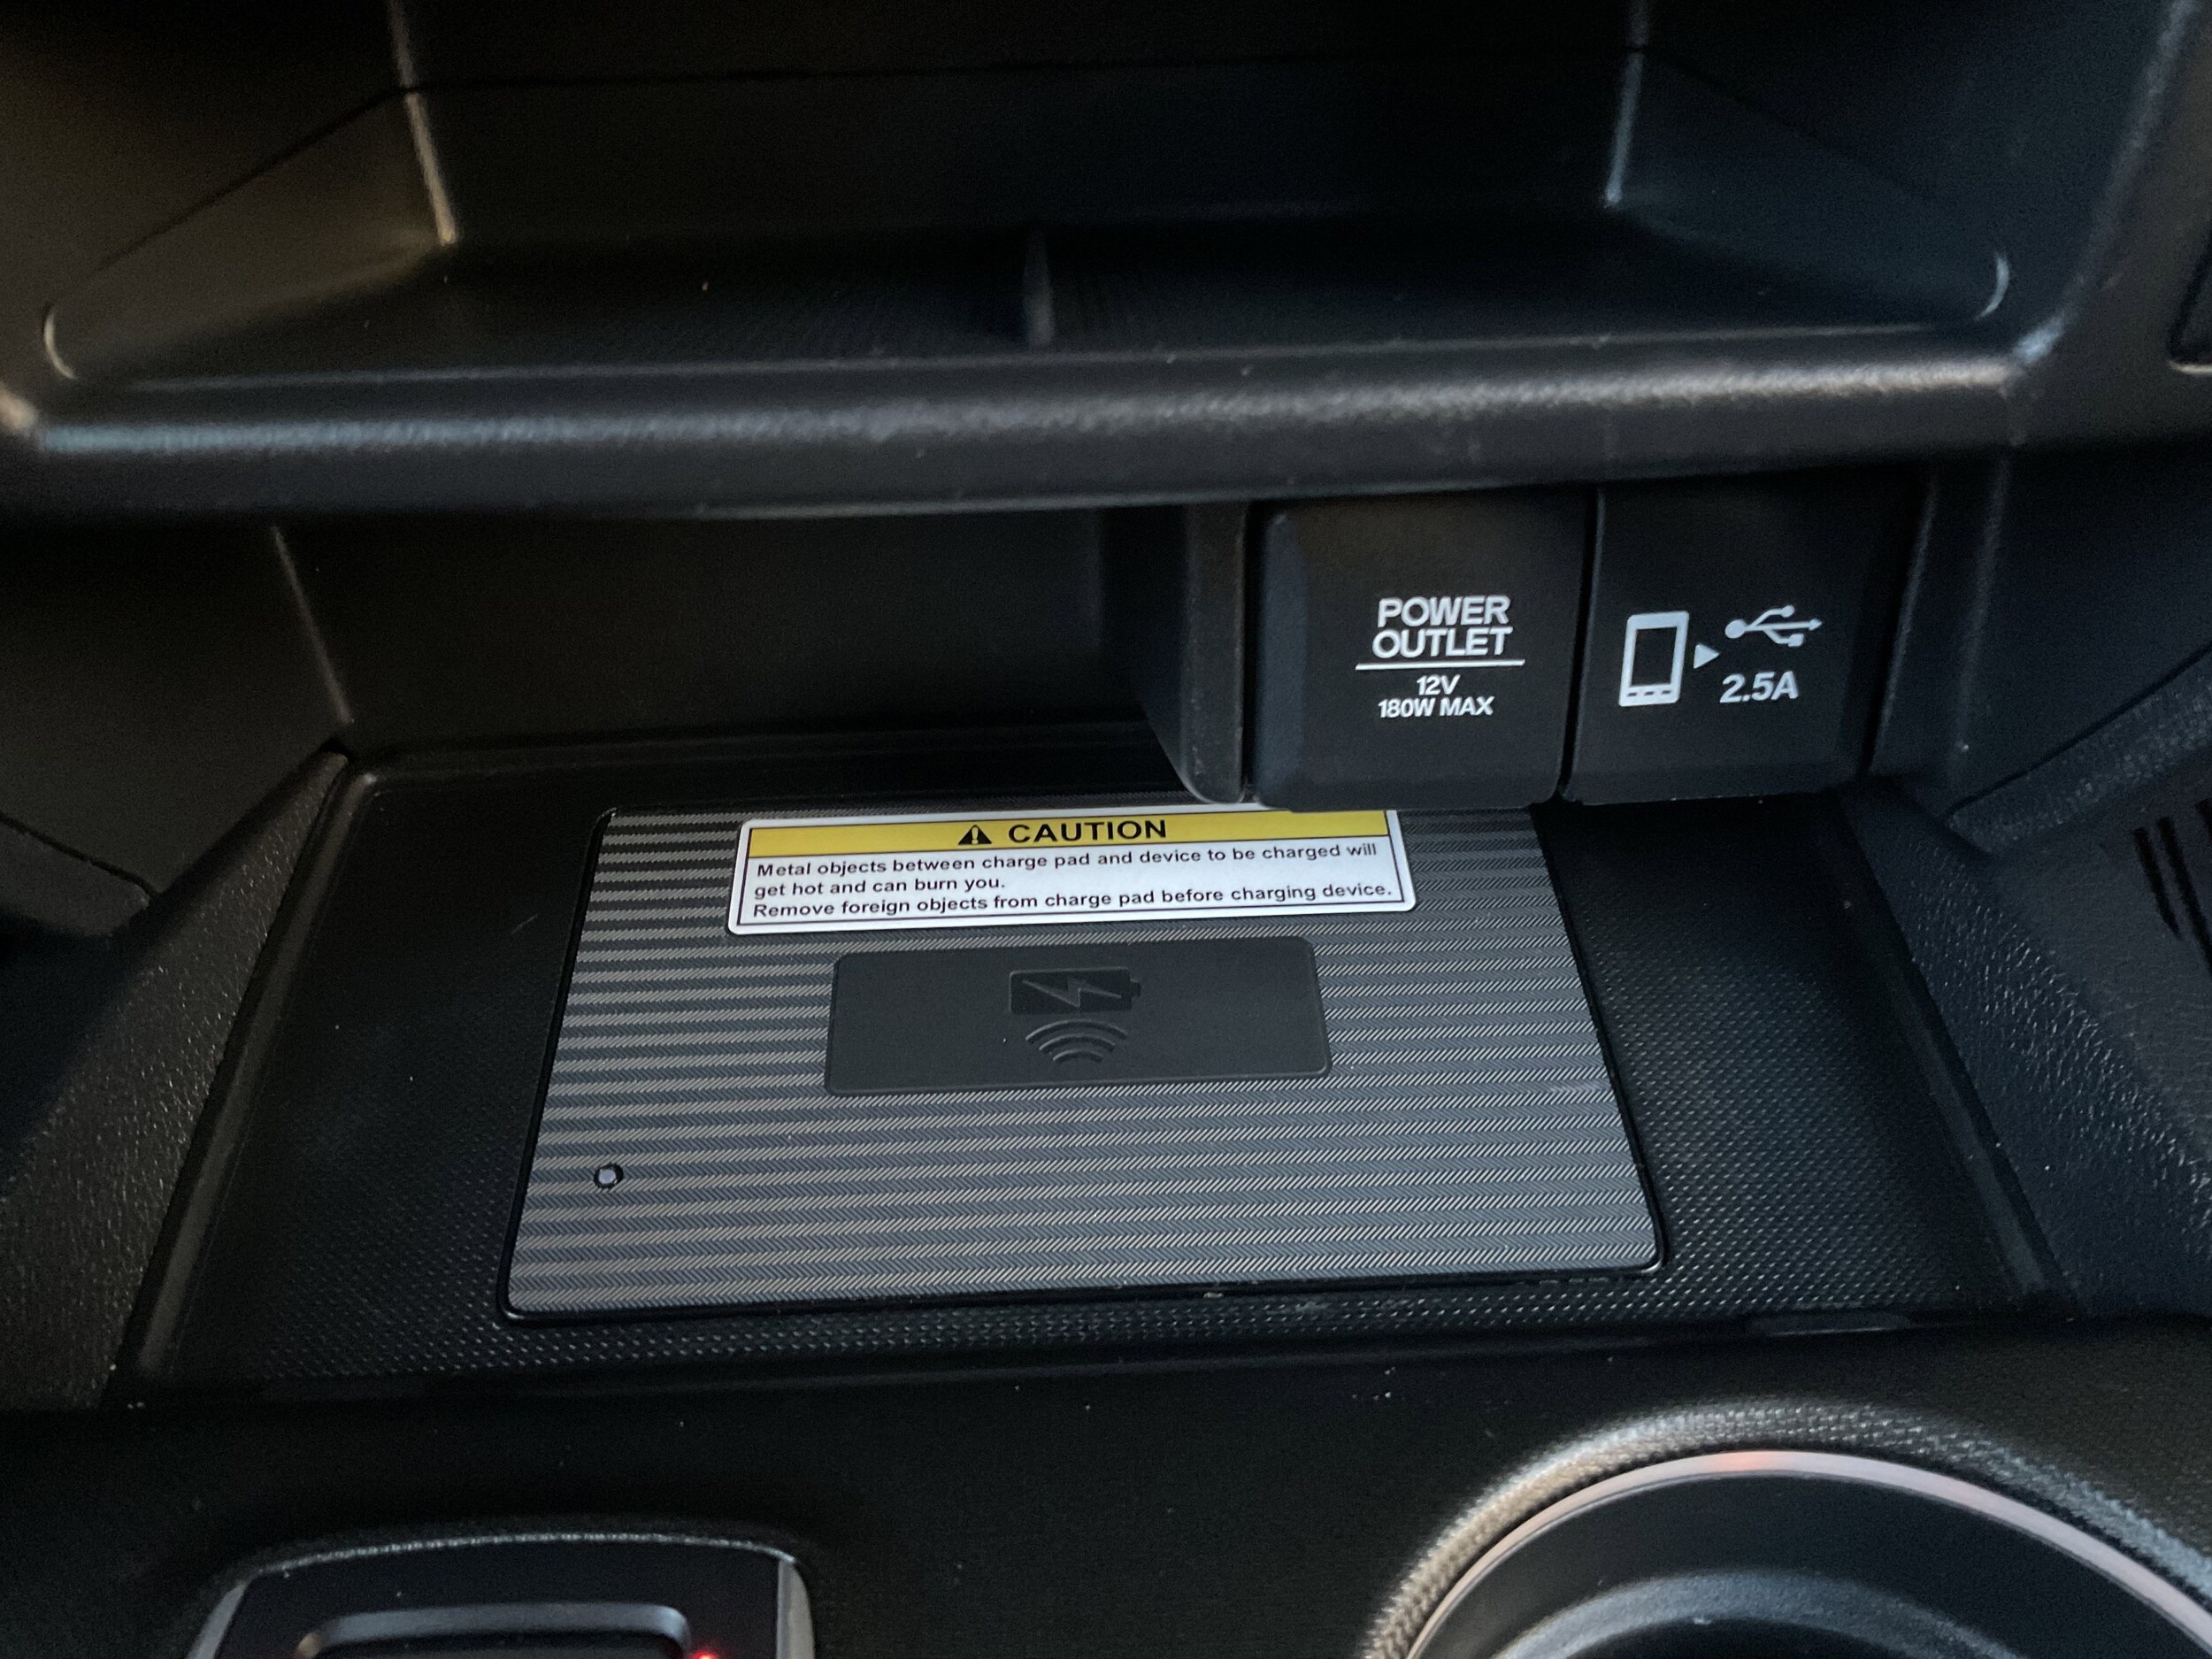 POWER
OUTLET
12V
180W MAX
2.5A
CAUTION
Metal objects between charge pad and device to be charged will
get hot and can burn you.
Remove foreign objects from charge pad before charging device.